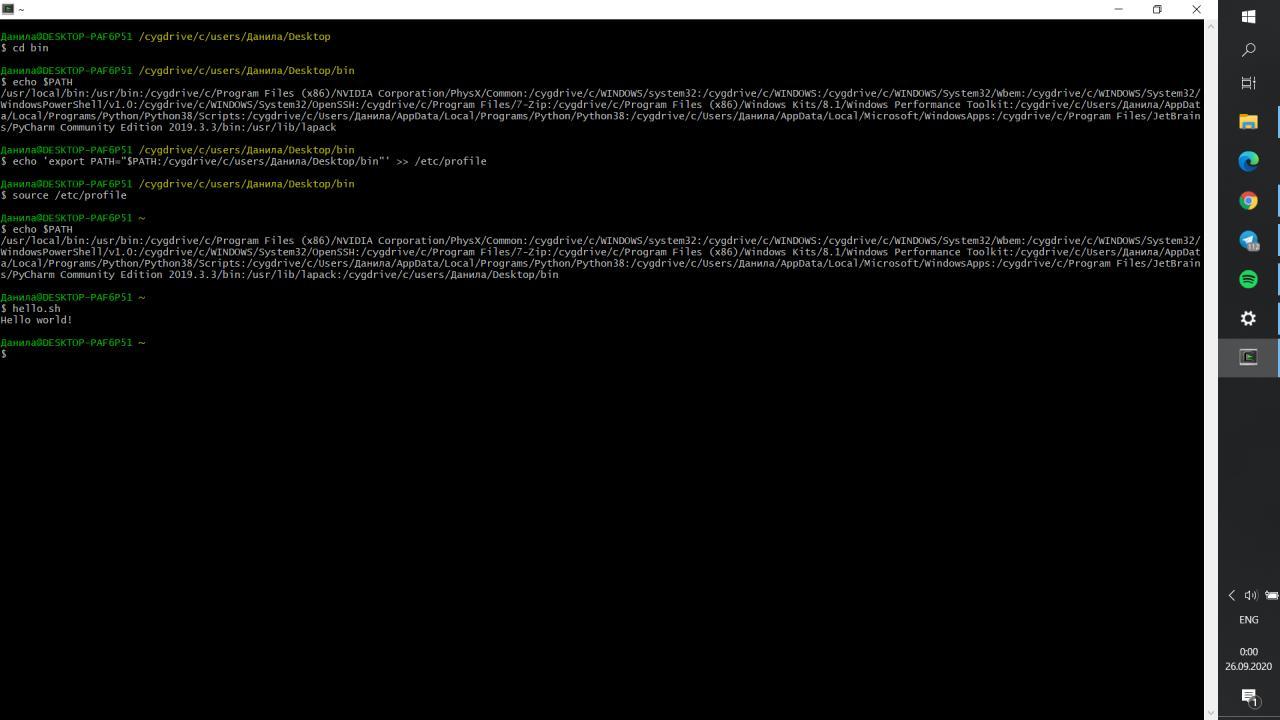 ~
Данила@DESKTOP-PAF6P51 /cygdrive/c/users/Данила/Desktop
$ cd bin
Данила@DESKTOP-PAF6P51 /cygdrive/c/users/Данила/Desktop/bin
$ echo $PATH
/usr/local/bin:/usr/bin:/cygdrive/c/Program Files (x86)/NVIDIA Corporation/PhysX/Common:/cygdrive/c/WINDOWS/system32:/cygdrive/c/WINDOWS:/cygdrive/c/WINDOWS/System32/Wbem:/cygdrive/c/WINDOWS/System32/
WindowsPowerShell/v1.0:/cygdrive/c/WINDOWS/System32/OpenSSH:/cygdrive/c/Program Files/7-Zip:/cygdrive/c/Program Files (x86)/Windows Kits/8.1/Windows Performance Toolkit:/cygdrive/c/Users/Данила/AppDat
a/Local/Programs/Python/Python38/Scripts:/cygdrive/c/Users/Данила/AppData/Local/Programs/Python/Python38:/cygdrive/c/Users/Данила/AppData/Local/Microsoft/WindowsApps:/cygdrive/c/Program Files/JetBrain
s/PyCharm Community Edition 2019.3.3/bin:/usr/lib/lapack
Данила@DESKTOP-PAF6P51 /cygdrive/c/users/Данила/Desktop/bin
$ echo 'export PATH="$PATH:/cygdrive/c/users/Данила/Desktop/bin"' >> /etc/profile
Данила@DESKTOP-PAF6P51 /cygdrive/c/users/Данила/Desktop/bin
$ source /etc/profile
Данила@DESKTOP-PAF6P51 ~
$ echo $PATH
/usr/local/bin:/usr/bin:/cygdrive/c/Program Files (x86)/NVIDIA Corporation/PhysX/Common:/cygdrive/c/WINDOWS/system32:/cygdrive/c/WINDOWS:/cygdrive/c/WINDOWS/System32/Wbem:/cygdrive/c/WINDOWS/System32/
WindowsPowerShell/v1.0:/cygdrive/c/WINDOWS/System32/OpenSSH:/cygdrive/c/Program Files/7-Zip:/cygdrive/c/Program Files (x86)/Windows Kits/8.1/Windows Performance Toolkit:/cygdrive/c/Users/Данила/AppDat
a/Local/Programs/Python/Python38/Scripts:/cygdrive/c/Users/Данила/AppData/Local/Programs/Python/Python38:/cygdrive/c/Users/Данила/AppData/Local/Microsoft/WindowsApps:/cygdrive/c/Program Files/JetBrain
s/PyCharm Community Edition 2019.3.3/bin:/usr/lib/lapack:/cygdrive/c/users/Данила/Desktop/bin
Данила@DESKTOP-PAF6P51 ~
$ hello.sh
Hello world!
Данила@DESKTOP-PAF6P51 ~
$
ENG
0:00
26.09.2020
1